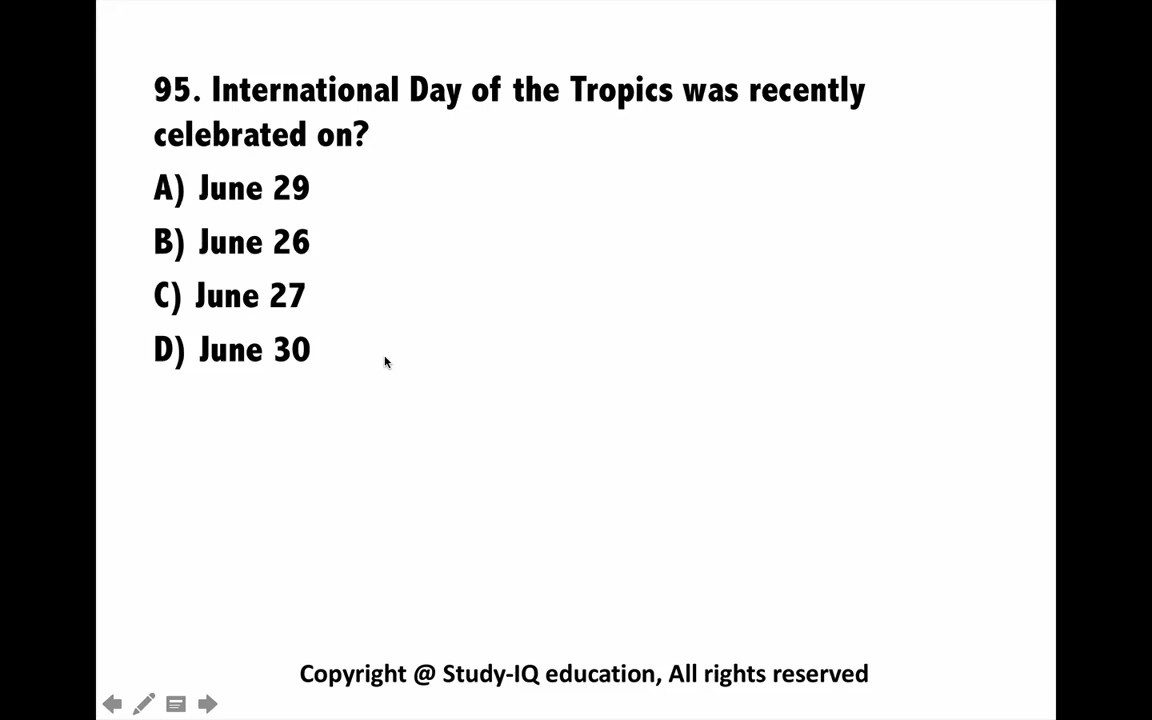 95. International Day of the Tropics was recently
celebrated on?
A) June 29
B) June 26
C) June 27
D) June 30
Copyright @ Study-IQ education, All rights reserved